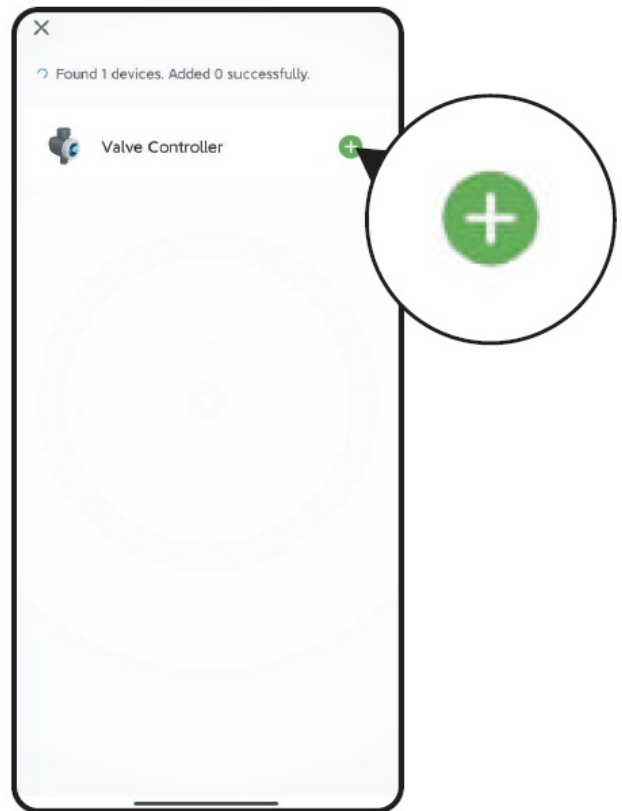 Found 1 devices. Added 0 successfully.
Valve Controller